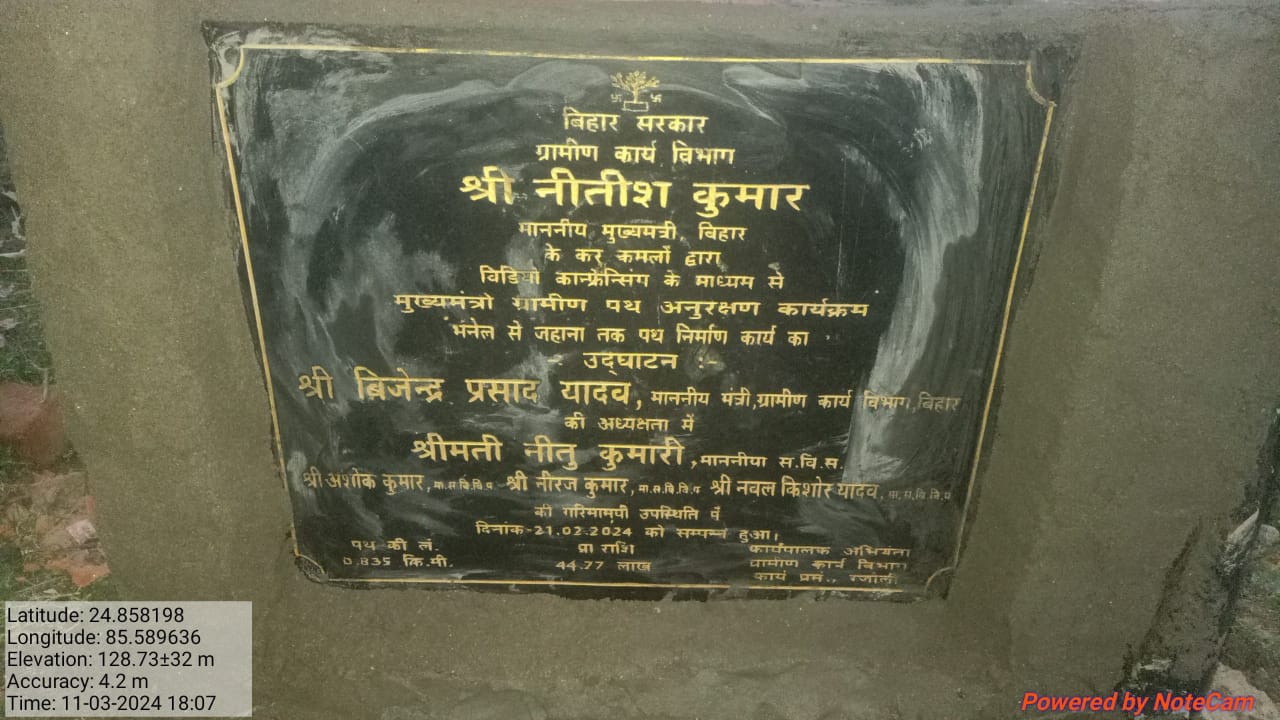 बिहार सरकार
ग्रामीण कार्य विभाग
श्री नीतीश कुमार
माननीय मुख्यमंत्री, बिहार
के कर कमलों द्वारा
विडियो कान्फ्रेन्सिंग के माध्यम से
मुख्यमंत्री ग्रामीण पथ अनुरक्षण कार्यक्रम
भनैल से जहाना तक पथ निर्माण कार्य का
- उद्घाटन :-
श्री बिजेन्द्र प्रसाद यादव, माननीय मंत्री,ग्रामीण कार्य विभाग,बिहार
की अध्यक्षता में
श्रीमती नीतु कुमारी,माननीया स.वि.स.
श्री अशोक कुमार, मा.स.वि.वि.प श्री नीरज कुमार, मा.स.वि.वि.प श्री नवल किशोर यादव, मा.स.वि.वि.प
की गरिमामयी उपस्थिति में
दिनांक-21.02.2024 को सम्पन्न हुआ।
पथ की लं. प्रा राशि कार्यपालक अभियंता
0.835 कि.मी. 44.77 लाख ग्रामीण कार्य विभाग
कार्य प्रमं., रजौली
Latitude: 24.858198
Longitude: 85.589636
Elevation: 128.73±32 m
Accuracy: 4.2 m
Time: 11-03-2024 18:07
Powered by NoteCam